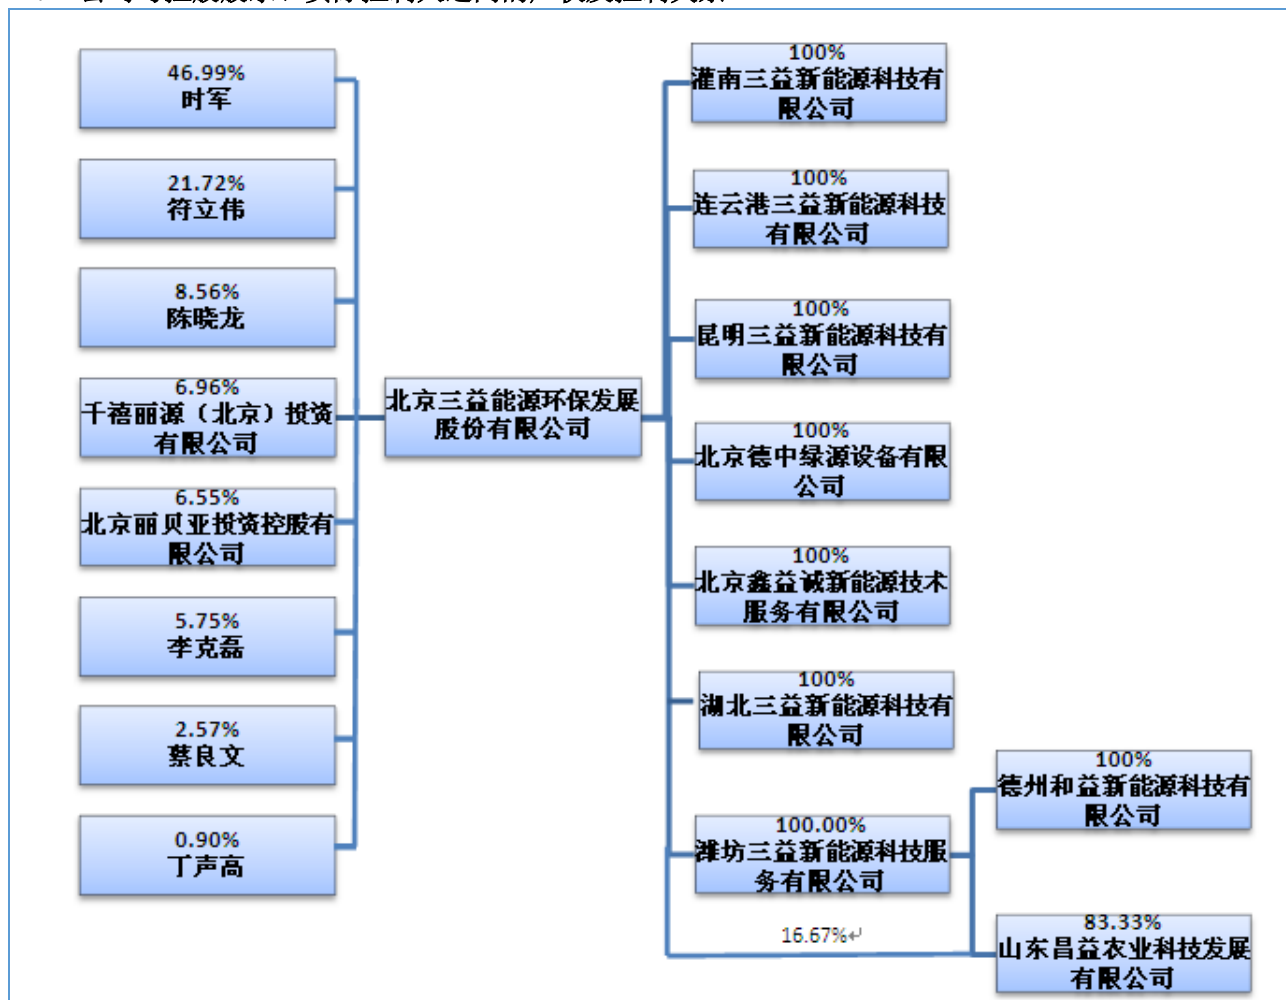 46.99%
时军
21.72%
符立伟
8.56%
陈晓龙
6.96%
千禧丽源（北京）投资
有限公司
6.55%
北京丽贝亚投资控股有
限公司
5.75%
李克磊
2.57%
蔡良文
0.90%
丁声高
北京三益能源环保发展
股份有限公司
100%
灌南三益新能源科技有
限公司
100%
连云港三益新能源科技
有限公司
100%
昆明三益新能源科技有
限公司
100%
北京德中绿源设备有限
公司
100%
北京鑫益诚新能源技术
服务有限公司
100%
湖北三益新能源科技有
限公司
100.00%
潍坊三益新能源科技服
务有限公司
16.67%↵
100%
德州和益新能源科技有
限公司
83.33%
山东昌益农业科技发展
有限公司